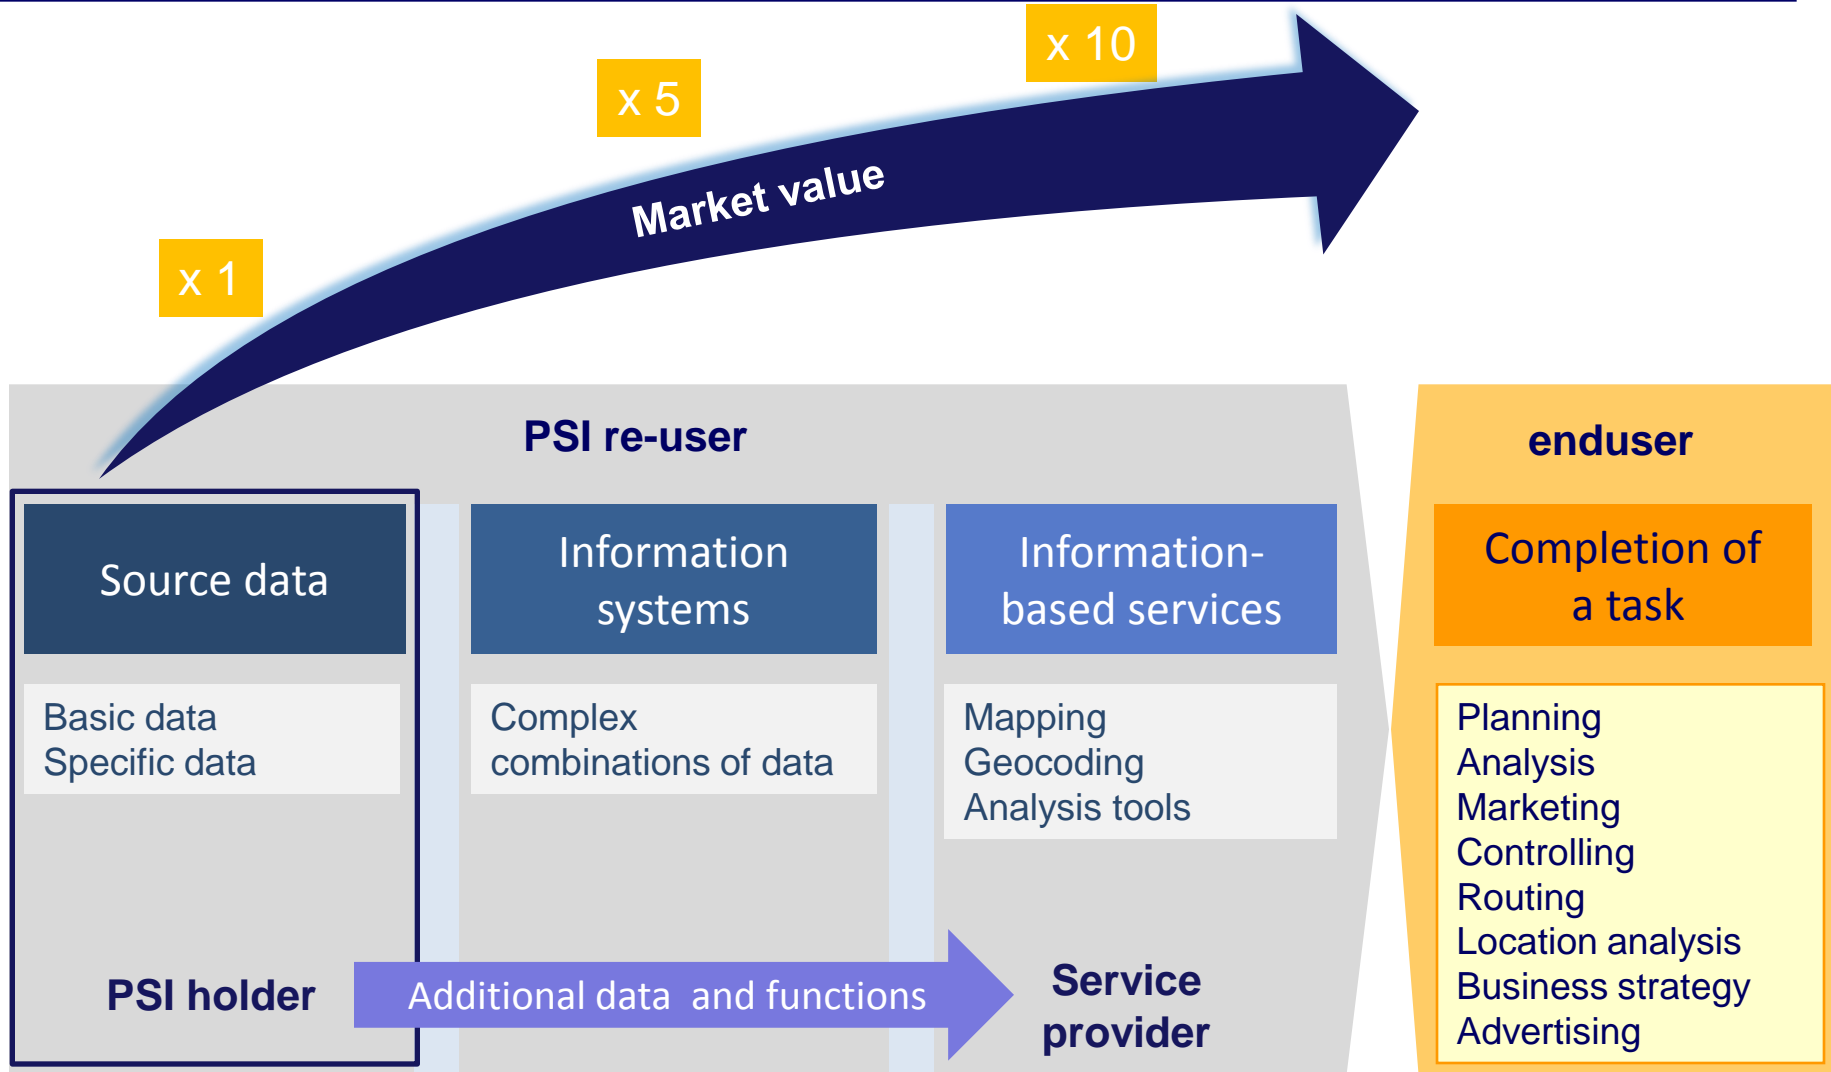 x 10
x 5
Market value
x 1
PSI re-user
enduser
Source data
Information
systems
Information-
based services
Completion of
a task
Basic data
Specific data
Complex
combinations of data
Mapping
Geocoding
Analysis tools
Planning
Analysis
Marketing
Controlling
Routing
Location analysis
Business strategy
Advertising
PSI holder
Additional data  and functions
Service
provider